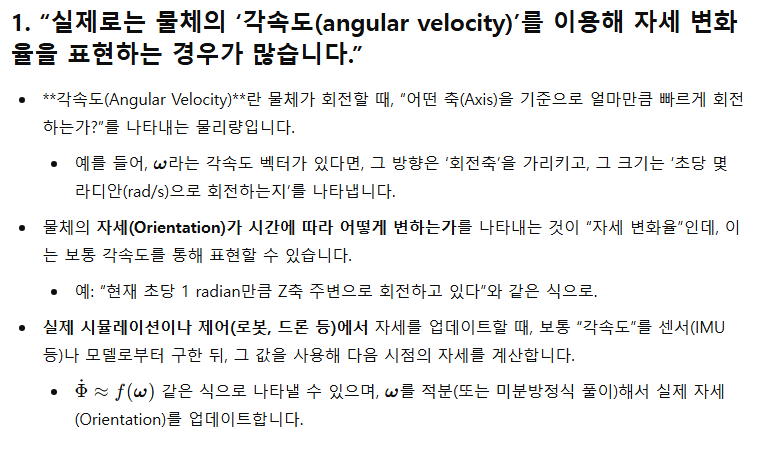 1. “실제로는 물체의 ‘각속도(angular velocity)’를 이용해 자세 변화
율을 표현하는 경우가 많습니다.”
• **각속도(Angular Velocity)**란 물체가 회전할 때, “어떤 축(Axis)을 기준으로 얼마만큼 빠르게 회전
하는가?”를 나타내는 물리량입니다.
• 예를 들어, ω라는 각속도 벡터가 있다면, 그 방향은 ‘회전축’을 가리키고, 그 크기는 ‘초당 몇
라디안(rad/s)으로 회전하는지’를 나타냅니다.
• 물체의 자세(Orientation)가 시간에 따라 어떻게 변하는가를 나타내는 것이 “자세 변화율”인데, 이
는 보통 각속도를 통해 표현할 수 있습니다.
• 예: “현재 초당 1 radian만큼 Z축 주변으로 회전하고 있다”와 같은 식으로.
• 실제 시뮬레이션이나 제어(로봇, 드론 등)에서 자세를 업데이트할 때, 보통 “각속도”를 센서(IMU
등)나 모델로부터 구한 뒤, 그 값을 사용해 다음 시점의 자세를 계산합니다.
• Φ̇ ≈ f(ω) 같은 식으로 나타낼 수 있으며, ω를 적분(또는 미분방정식 풀이)해서 실제 자세
(Orientation)를 업데이트합니다.